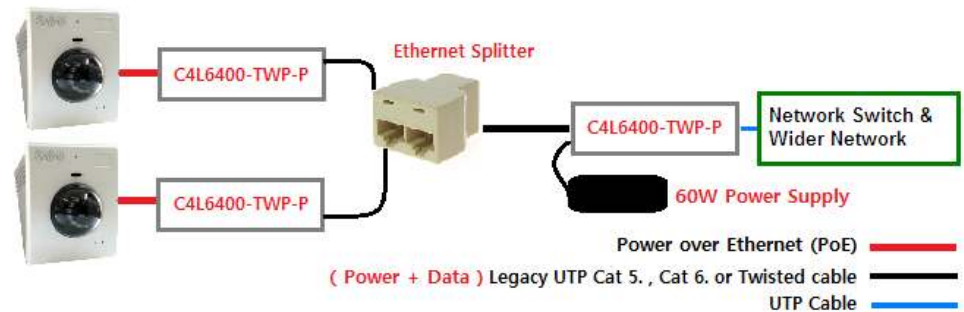 Ethernet Splitter
C4L6400-TWP-P
C4L6400-TWP-P
C4L6400-TWP-P
Network Switch &
Wider Network
60W Power Supply
Power over Ethernet (PoE)
( Power + Data ) Legacy UTP Cat 5. , Cat 6. or Twisted cable
UTP Cable